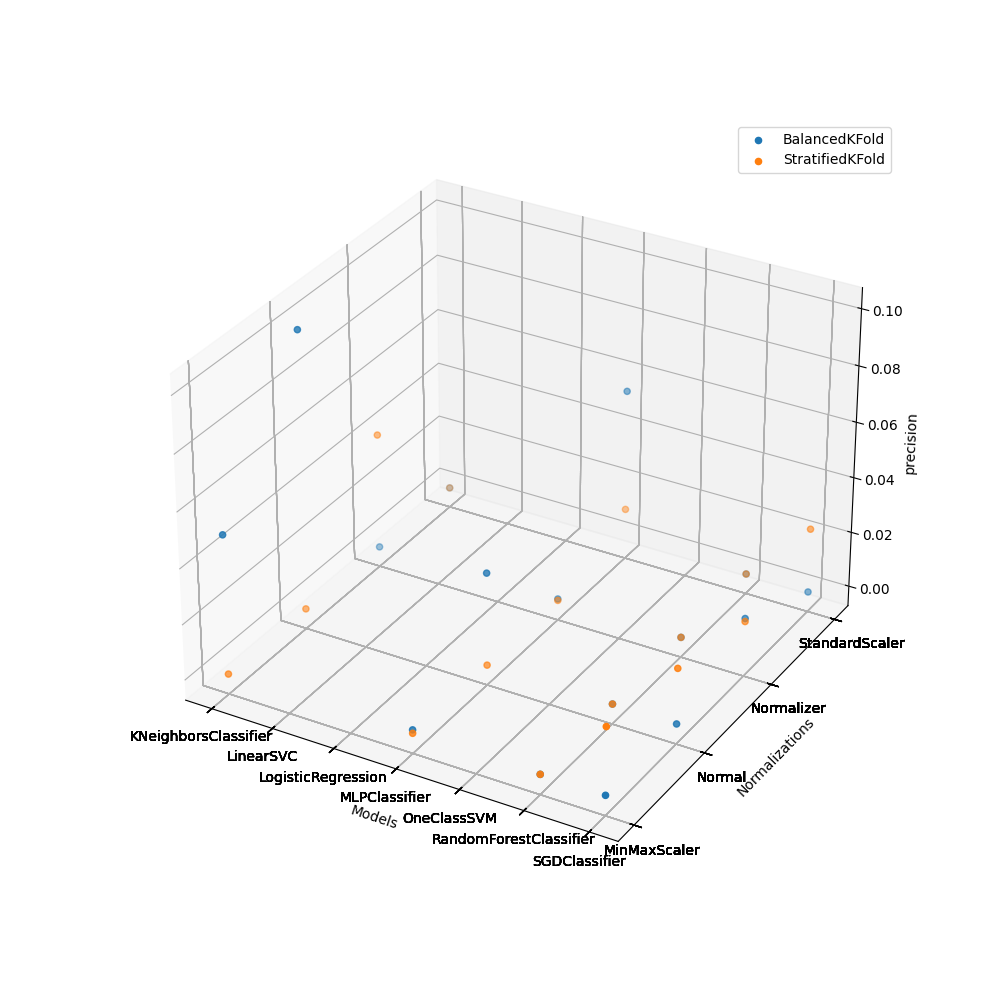 BalancedKFold
StratifiedKFold
0.10
0.08
0.06
0.04
0.02
0.00
precision
StandardScaler
Normalizer
Normal
MinMaxScaler
Normalizations
KNeighborsClassifier
LinearSVC
LogisticRegression
MLPClassifier
OneClassSVM
RandomForestClassifier
SGDClassifier
Models